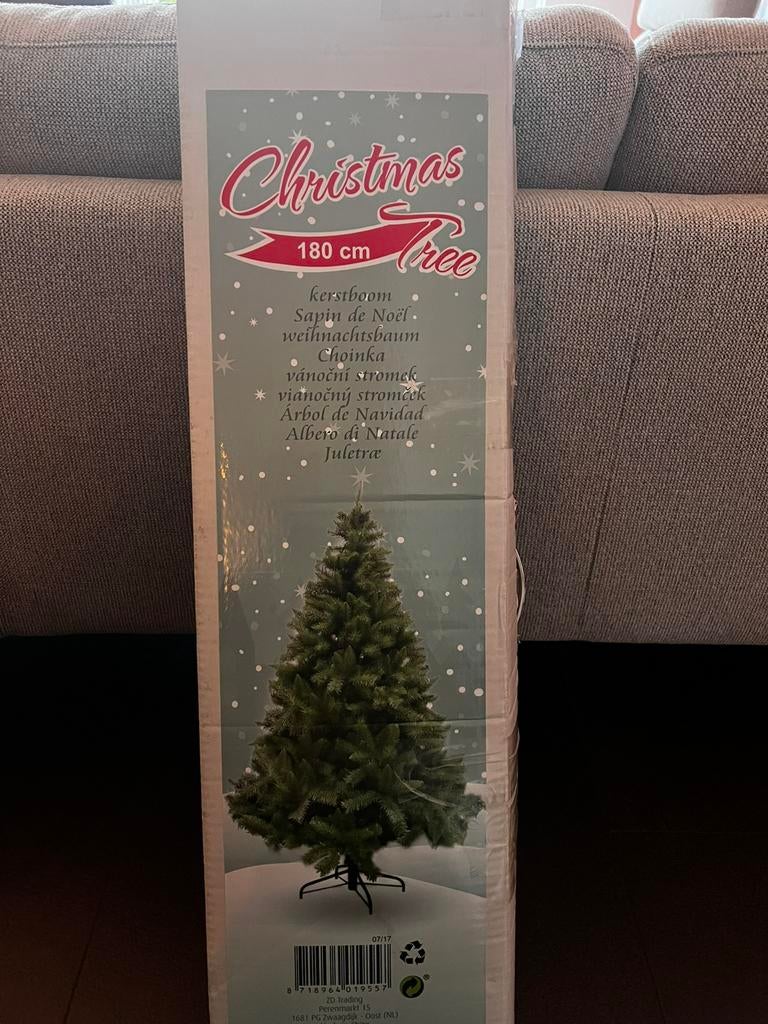 Christmas
Tree
180 cm
kerstboom
Sapin de Noël
weihnachtsbaum
Choinka
vánoční stromek
vianočný stromček
Árbol de Navidad
Albero di Natale
Juletræ
07/17
8 718964 019557
ZD Trading
Perenmarkt 15
1681 PG Zwaagdijk - Oost (NL)